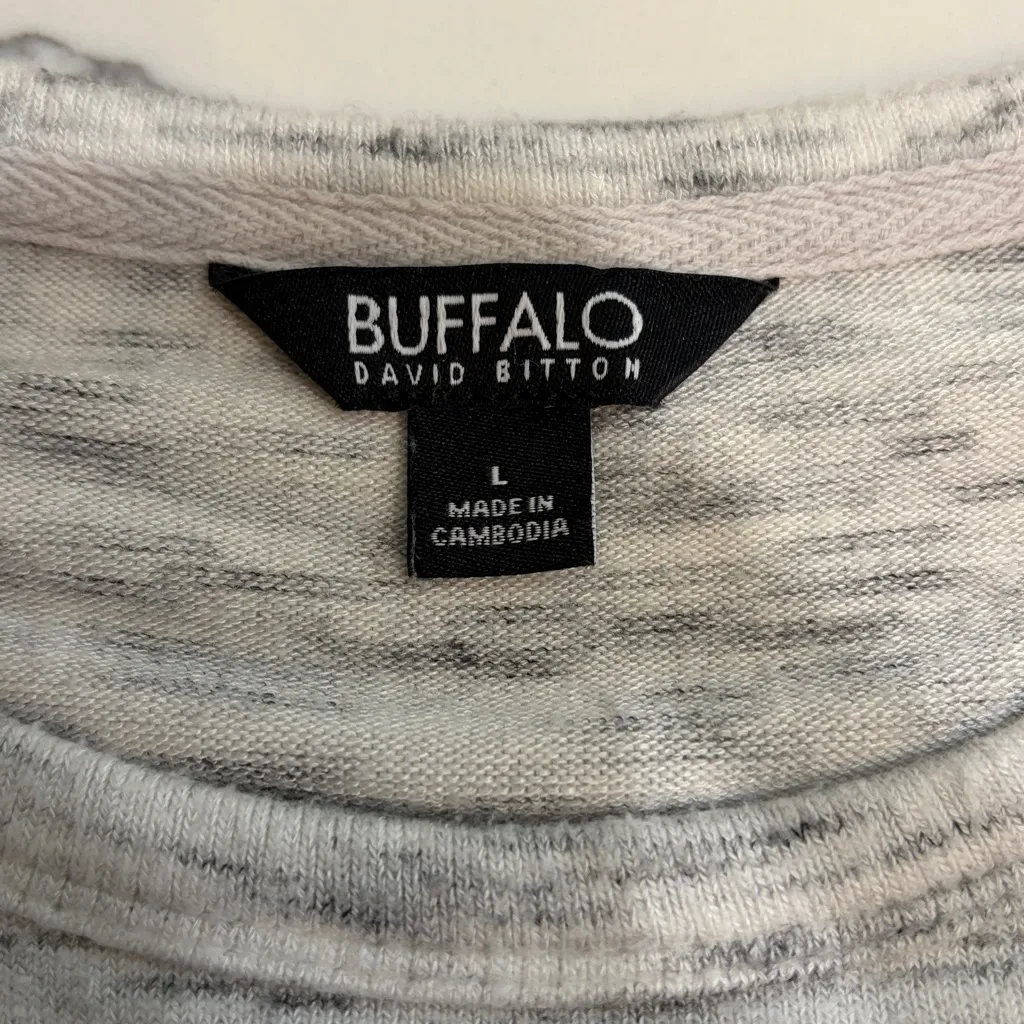 BUFFALO
DAVID BITTON
L
MADE IN
CAMBODIA